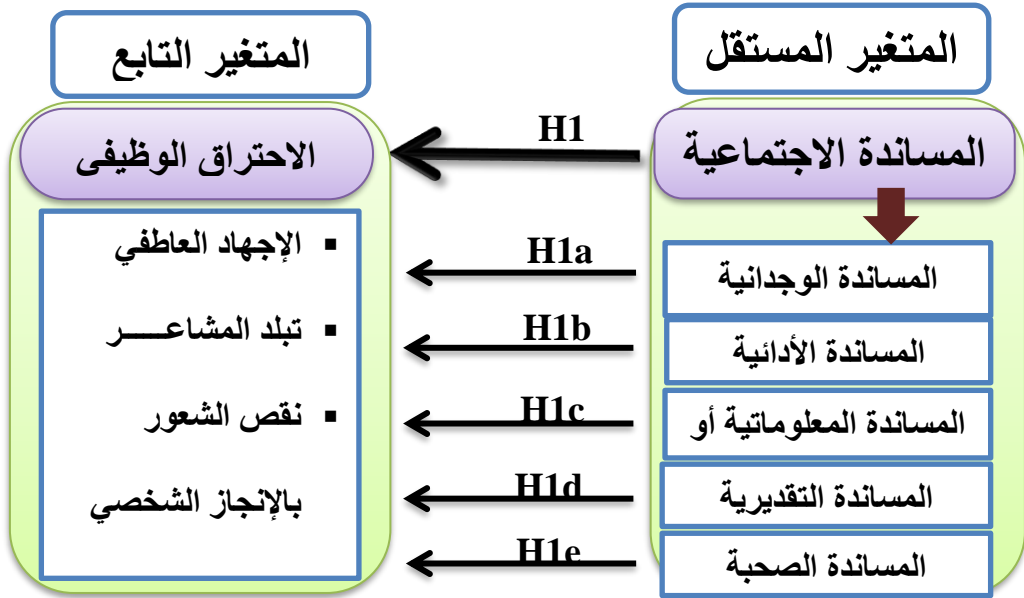 المتغير المستقل
المتغير التابع
المساندة الاجتماعية
H1
الاحتراق الوظيفى
المساندة الوجدانية
H1a
▪ الإجهاد العاطفي
المساندة الأدائية
H1b
▪ تبلد المشاعـــــر
المساندة المعلوماتية أو
H1c
▪ نقص الشعور
المساندة التقديرية
H1d
بالإنجاز الشخصي
المساندة الصحبة
H1e